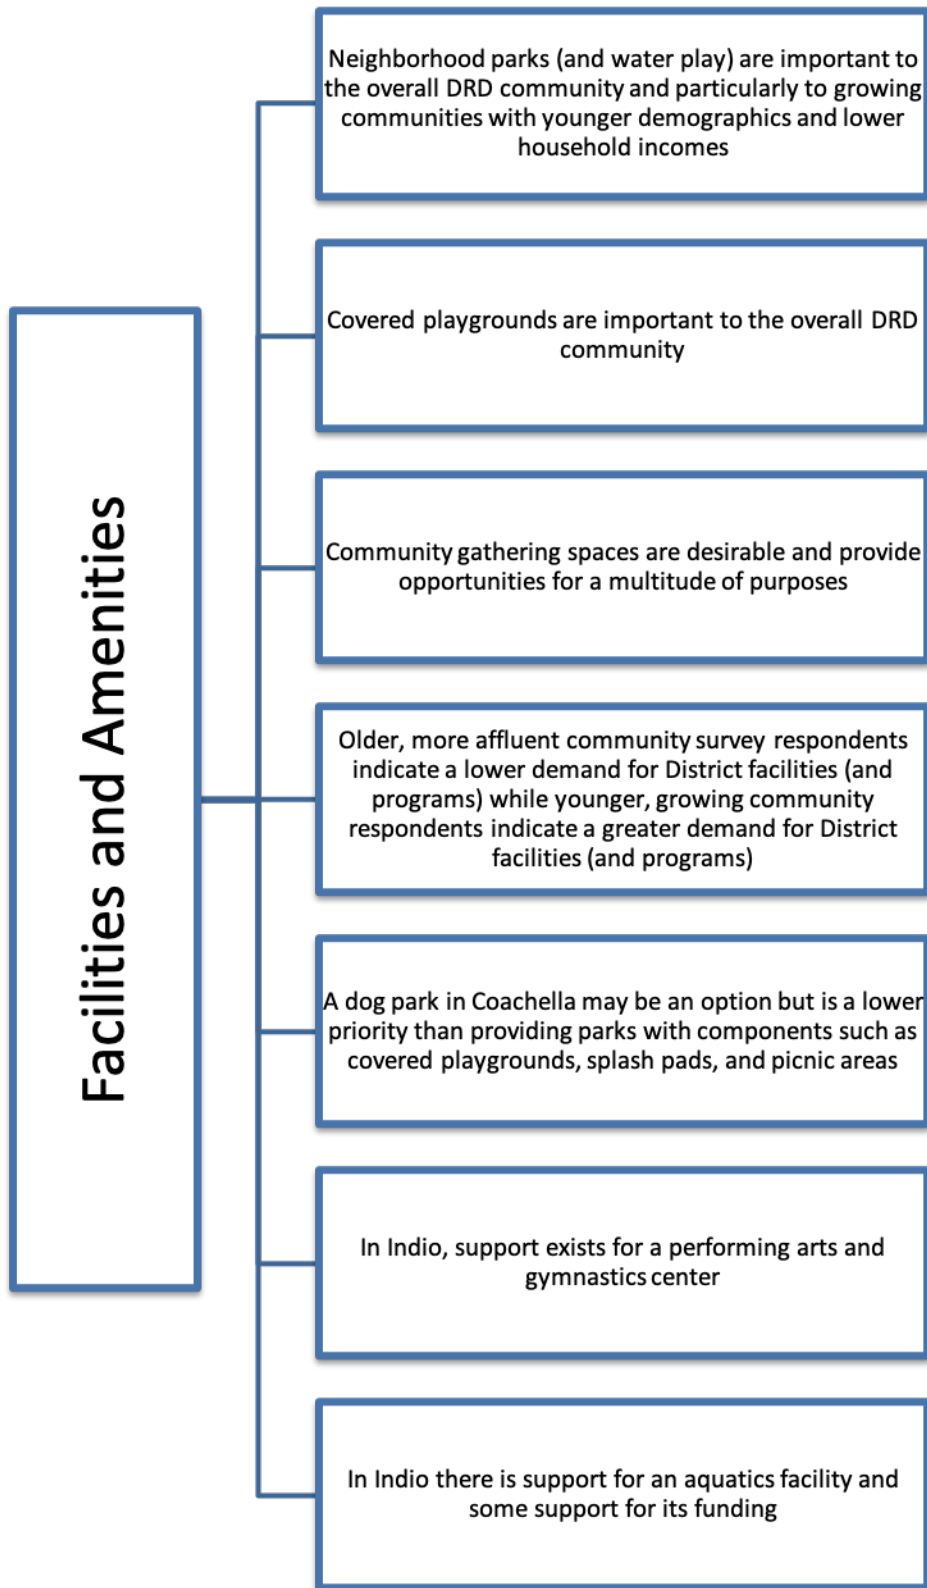 Facilities and Amenities
Neighborhood parks (and water play) are important to
the overall DRD community and particularly to growing
communities with younger demographics and lower
household incomes
Covered playgrounds are important to the overall DRD
community
Community gathering spaces are desirable and provide
opportunities for a multitude of purposes
Older, more affluent community survey respondents
indicate a lower demand for District facilities (and
programs) while younger, growing community
respondents indicate a greater demand for District
facilities (and programs)
A dog park in Coachella may be an option but is a lower
priority than providing parks with components such as
covered playgrounds, splash pads, and picnic areas
In Indio, support exists for a performing arts and
gymnastics center
In Indio there is support for an aquatics facility and
some support for its funding